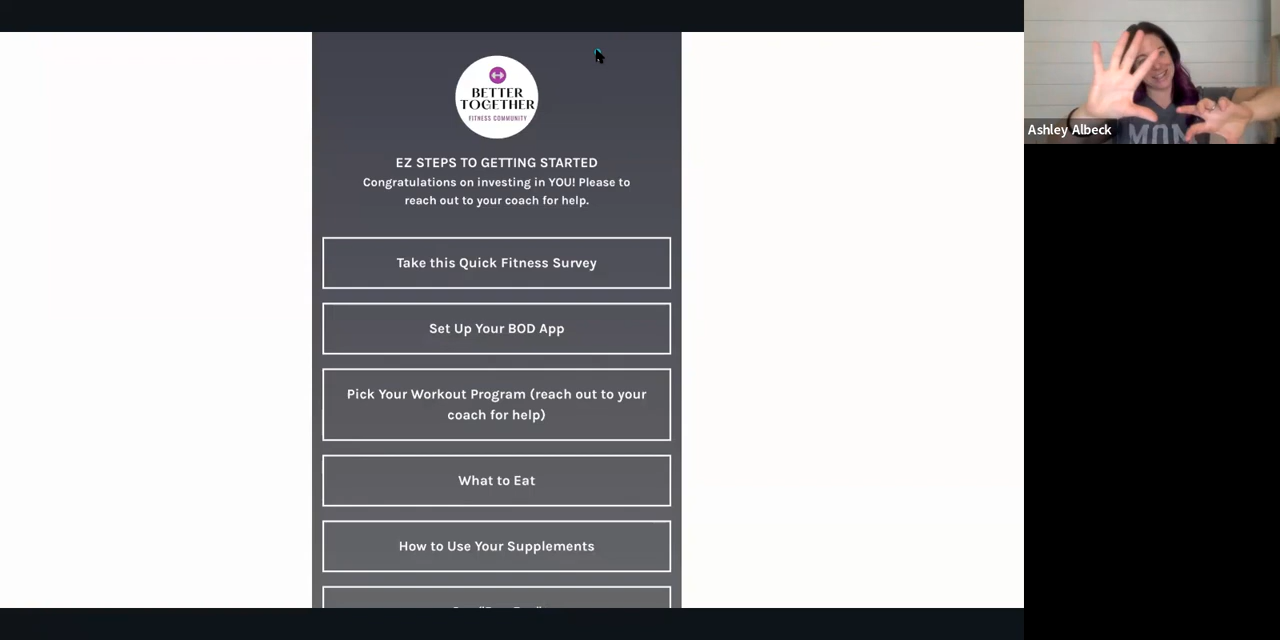 BETTER
TOGETHER
FITNESS COMMUNITY
EZ STEPS TO GETTING STARTED
Congratulations on investing in YOU! Please to
reach out to your coach for help.
Take this Quick Fitness Survey
Set Up Your BOD App
Pick Your Workout Program (reach out to your
coach for help)
What to Eat
How to Use Your Supplements
Ashley Albeck